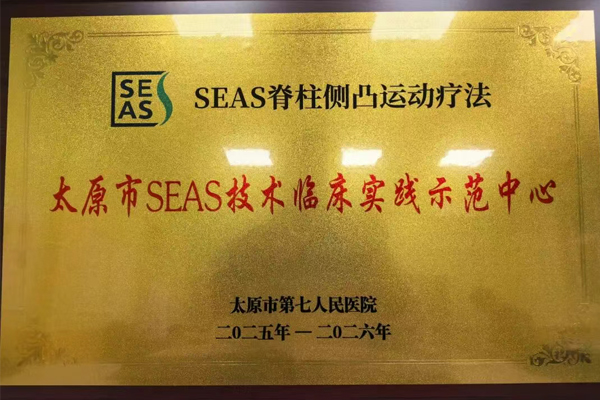 SE
AS
SEAS脊柱侧凸运动疗法
太原市SEAS技术临床实践示范中心
太原市第七人民医院
二〇二五年 — 二〇二六年